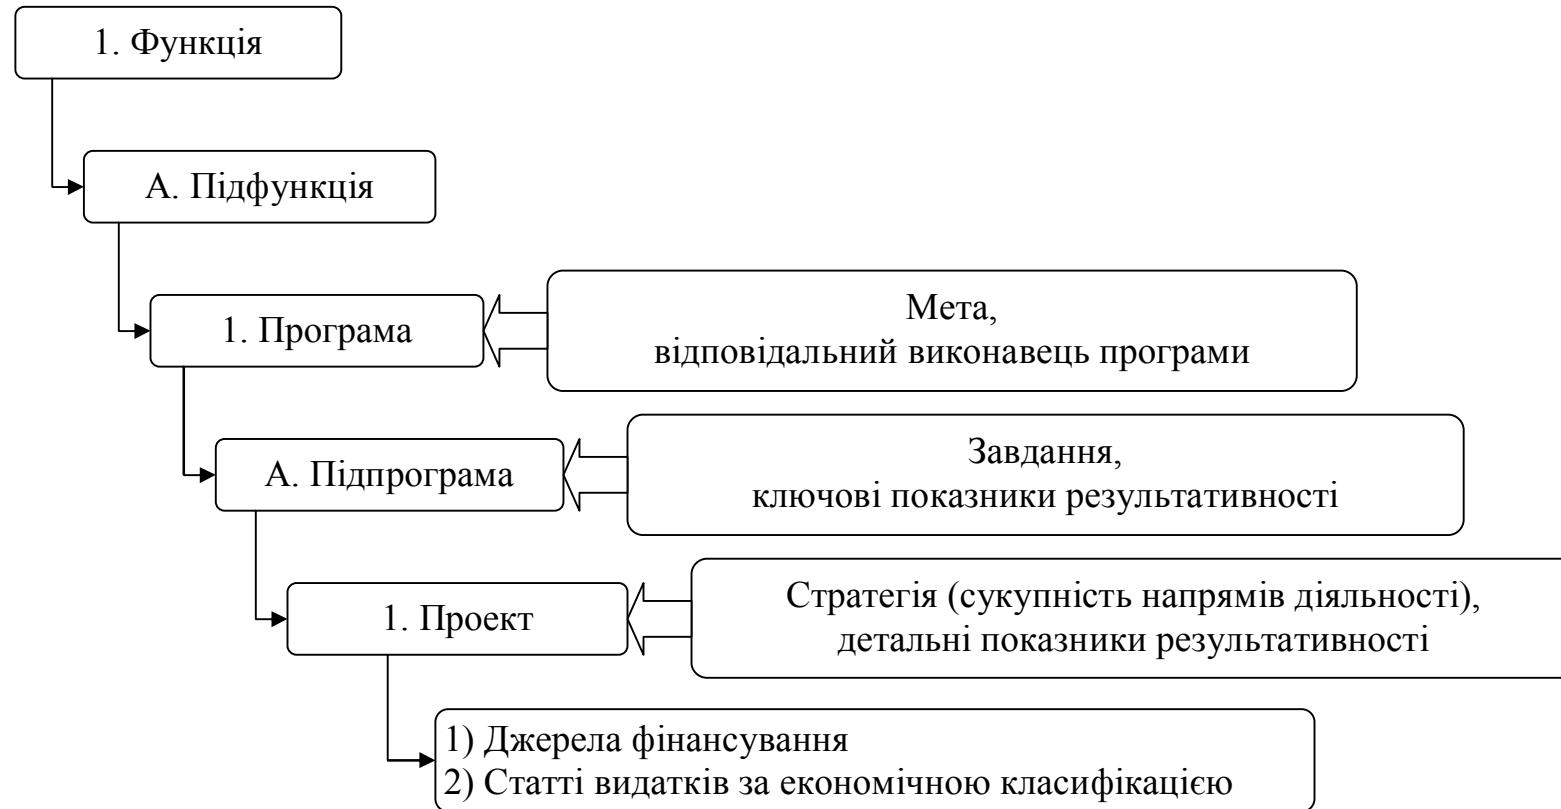 1. Функція
А. Підфункція
1. Програма
Мета,
відповідальний виконавець програми
А. Підпрограма
Завдання,
ключові показники результативності
1. Проект
Стратегія (сукупність напрямів діяльності),
детальні показники результативності
1) Джерела фінансування
2) Статті видатків за економічною класифікацією